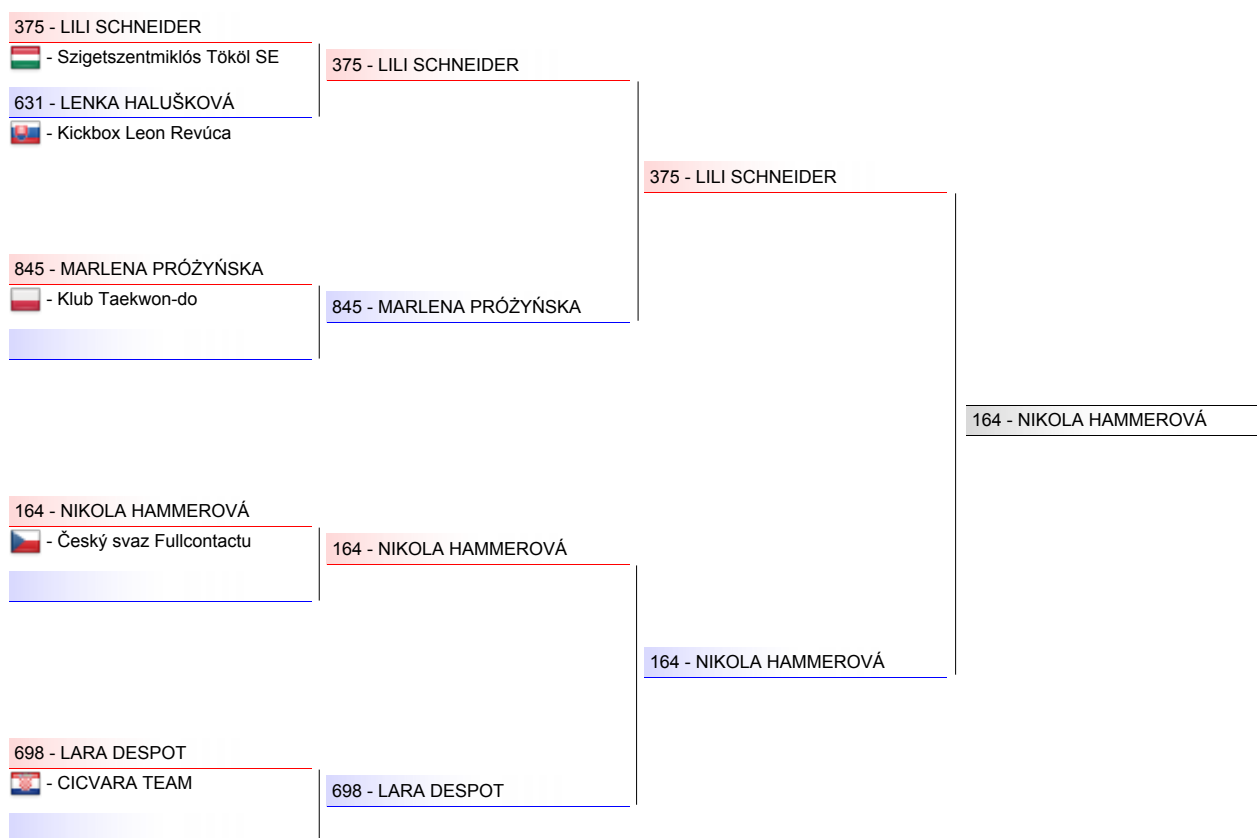 375 - LILI SCHNEIDER
- Szigetszentmiklós Tököl SE
375 - LILI SCHNEIDER
631 - LENKA HALUŠKOVÁ
- Kickbox Leon Revúca
375 - LILI SCHNEIDER
845 - MARLENA PRÓŻYŃSKA
- Klub Taekwon-do
845 - MARLENA PRÓŻYŃSKA
164 - NIKOLA HAMMEROVÁ
164 - NIKOLA HAMMEROVÁ
- Český svaz Fullcontactu
164 - NIKOLA HAMMEROVÁ
164 - NIKOLA HAMMEROVÁ
698 - LARA DESPOT
- CICVARA TEAM
698 - LARA DESPOT